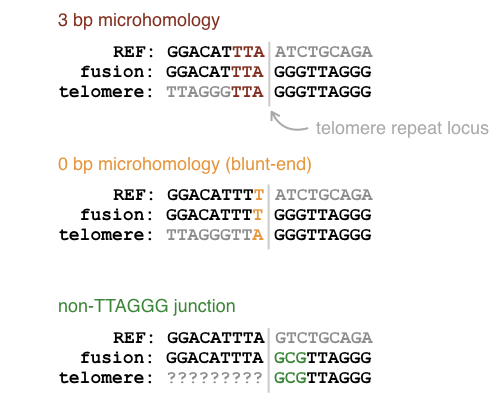 3 bp microhomology
REF: GGACATTTA ATCTGCAGA
fusion: GGACATTTA GGGTTAGGG
telomere: TTAGGGTTA GGGTTAGGG
telomere repeat locus
0 bp microhomology (blunt-end)
REF: GGACATTTT ATCTGCAGA
fusion: GGACATTTT GGGTTAGGG
telomere: TTAGGGTTA GGGTTAGGG
non-TTAGGG junction
REF: GGACATTTA GTCTGCAGA
fusion: GGACATTTA GCGTTAGGG
telomere: ????????? GCGTTAGGG